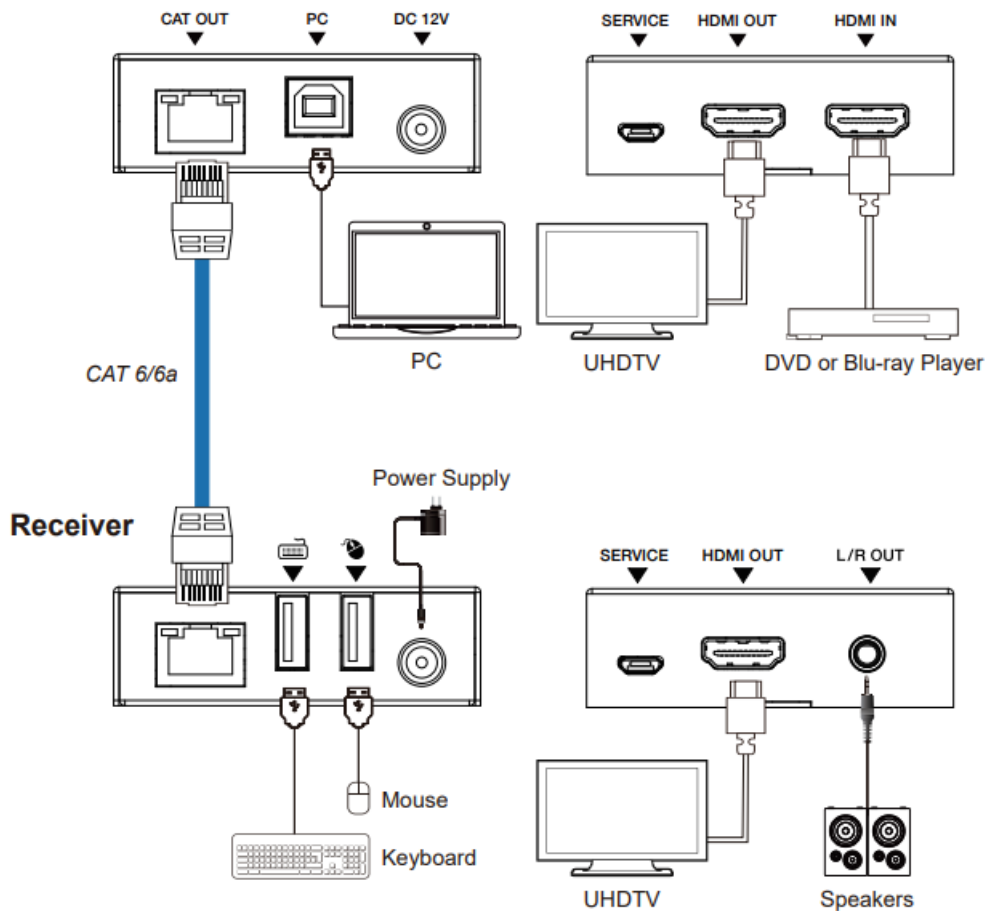 CAT OUT
PC
DC 12V
SERVICE
HDMI OUT
HDMI IN
PC
UHDTV
DVD or Blu-ray Player
CAT 6/6a
Power Supply
Receiver
SERVICE
HDMI OUT
L/R OUT
Mouse
Keyboard
UHDTV
Speakers